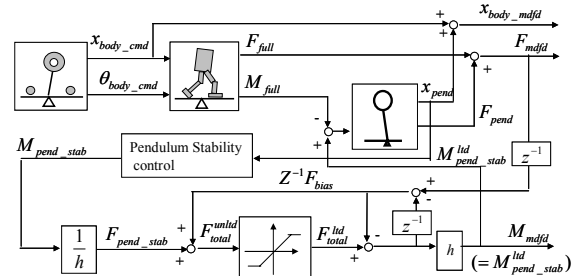 x_body_cmd
x_body_mdfd
F_full
F_mdfd
θ_body_cmd
M_full
x_pend
F_pend
M_pend_stab
Pendulum Stability
control
M^ltd_pend_stab
z^-1
Z^-1 F_bias
1/h
F_pend_stab
F^unltd_total
F^ltd_total
z^-1
h
M_mdfd
(= M^ltd_pend_stab)
+
+
+
+
-
+
+
-
+
+
-
+